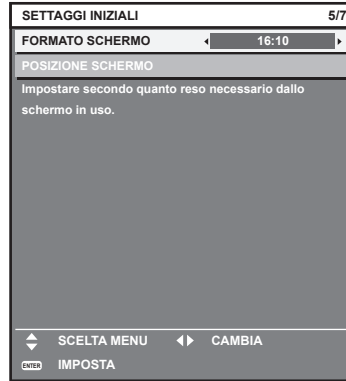 SETTAGGI INIZIALI 5/7
FORMATO SCHERMO 16:10
POSIZIONE SCHERMO
Impostare secondo quanto reso necessario dallo
schermo in uso.
SCELTA MENU CAMBIA
ENTER IMPOSTA